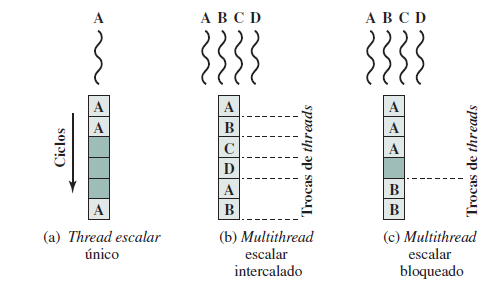 A
A B C D
A B C D
Ciclos
A
A
A
A
B
C
D
A
B
Trocas de threads
A
A
A
B
B
Trocas de threads
(a) Thread escalar
único
(b) Multithread
escalar
intercalado
(c) Multithread
escalar
bloqueado